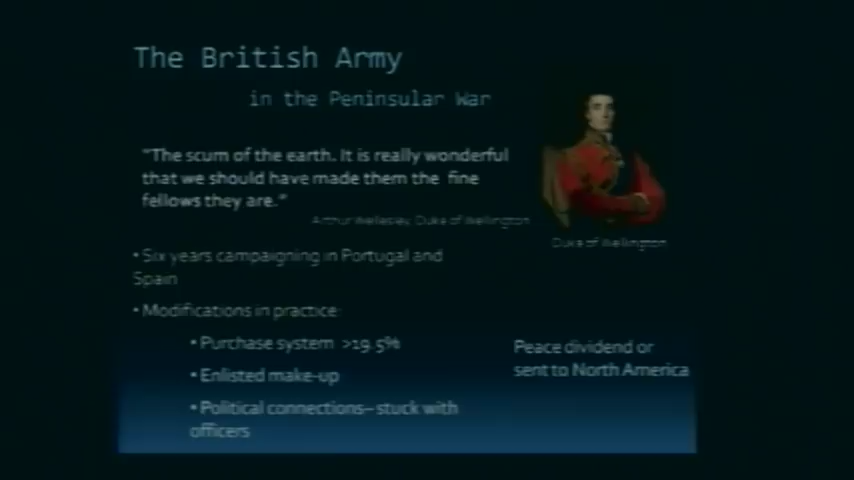 The British Army
in the Peninsular War
"The scum of the earth. It is really wonderful
that we should have made them the fine
fellows they are."
Arthur Wellesley, Duke of Wellington
Duke of Wellington
• Six years campaigning in Portugal and
Spain
• Modifications in practice:
• Purchase system >19.5%
• Enlisted make-up
• Political connections–stuck with
officers
Peace dividend or
sent to North America